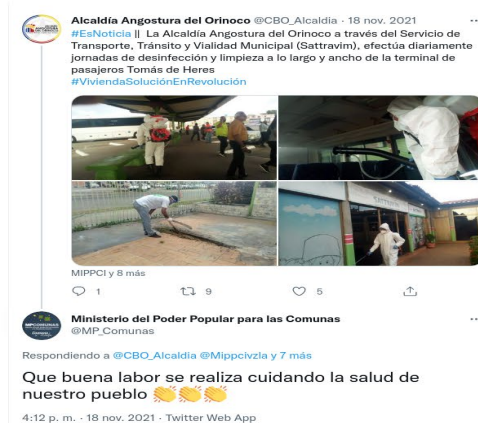 Alcaldía Angostura del Orinoco @CBO_Alcaldia · 18 nov. 2021
#EsNoticia || La Alcaldía Angostura del Orinoco a través del Servicio de
Transporte, Tránsito y Vialidad Municipal (Sattravim), efectúa diariamente
jornadas de desinfección y limpieza a lo largo y ancho de la terminal de
pasajeros Tomás de Heres
#ViviendaSoluciónEnRevolución
SATTRAVIM
MIPPCI y 8 más
1 9 5
MPCOMUNAS
Ministerio del Poder Popular para las Comunas
@MP_Comunas
Respondiendo a @CBO_Alcaldia @Mippcivzla y 7 más
Que buena labor se realiza cuidando la salud de
nuestro pueblo 👏👏👏
4:12 p. m. · 18 nov. 2021 · Twitter Web App